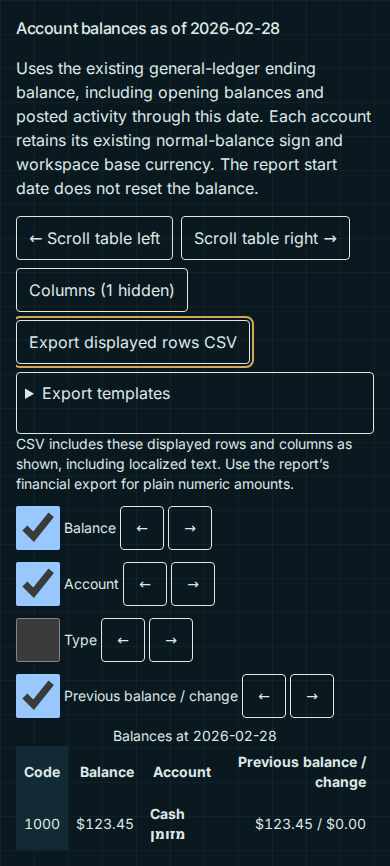 Account balances as of 2026-02-28
Uses the existing general-ledger ending
balance, including opening balances and
posted activity through this date. Each account
retains its existing normal-balance sign and
workspace base currency. The report start
date does not reset the balance.
← Scroll table left Scroll table right →
Columns (1 hidden)
Export displayed rows CSV
▶ Export templates
CSV includes these displayed rows and columns as
shown, including localized text. Use the report’s
financial export for plain numeric amounts.
Balance ← →
Account ← →
Type ← →
Previous balance / change ← →
Balances at 2026-02-28
Code Balance Account Previous balance /
change
1000 $123.45 Cash $123.45 / $0.00
מזומן